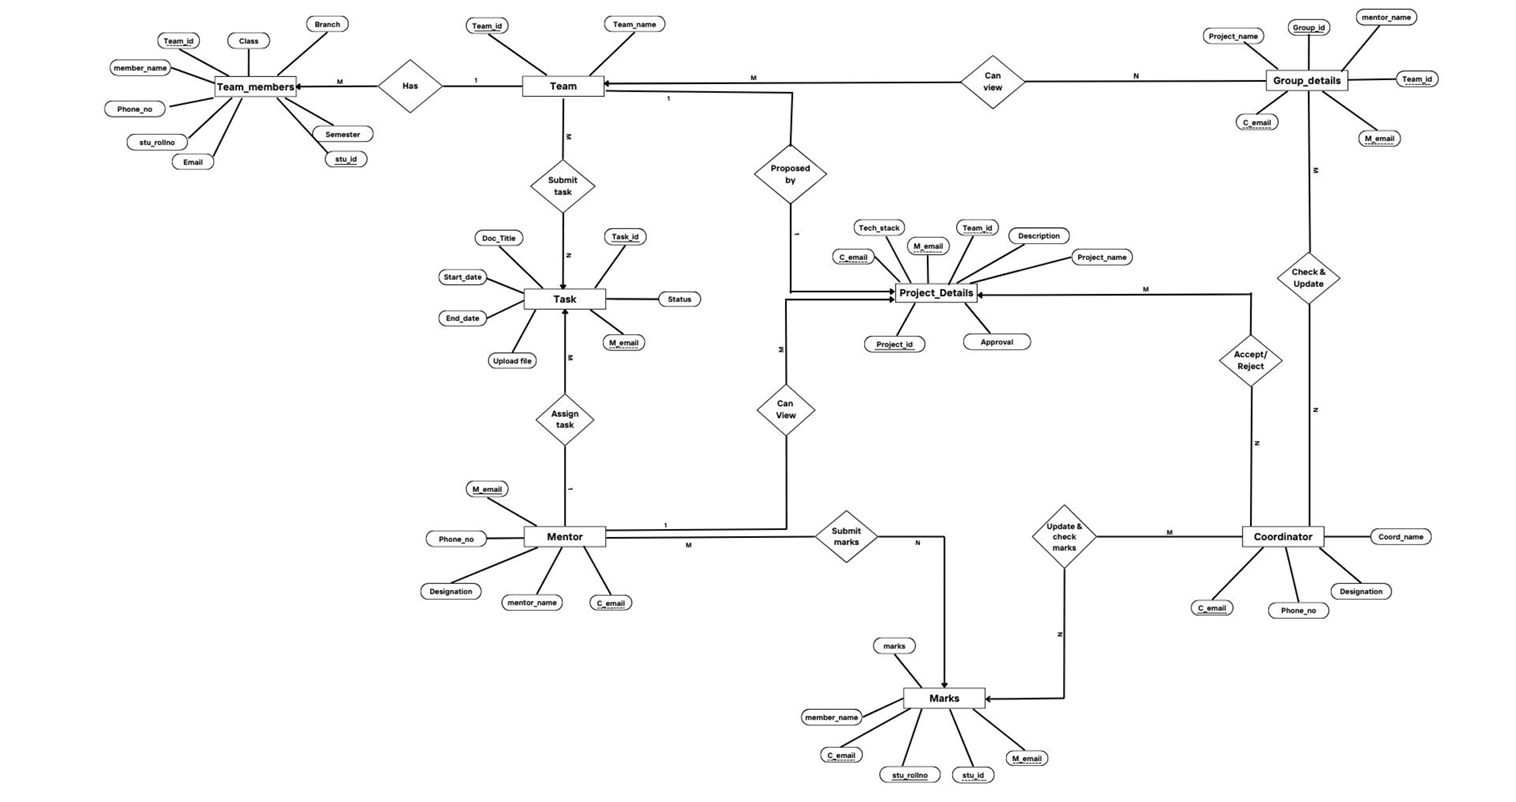 Branch
Team_id
Class
member_name
Team_members
Phone_no
stu_rollno
Email
Semester
stu_id
M
Has
1
Team_id
Team_name
Team
M
Can
view
N
Project_name
Group_id
mentor_name
Group_details
Team_id
C_email
M_email
1
Proposed
by
1
M
Submit
task
N
Doc_Title
Task_id
Start_date
Task
Status
End_date
Upload file
M_email
Tech_stack
C_email
M_email
Team_id
Description
Project_name
Project_Details
Project_id
Approval
M
Check &
Update
N
M
Accept/
Reject
N
M
Assign
task
1
M
Can
View
1
M_email
Phone_no
Mentor
Designation
mentor_name
C_email
M
Submit
marks
N
Update &
check
marks
M
N
Coordinator
Coord_name
C_email
Phone_no
Designation
marks
Marks
member_name
C_email
stu_rollno
stu_id
M_email